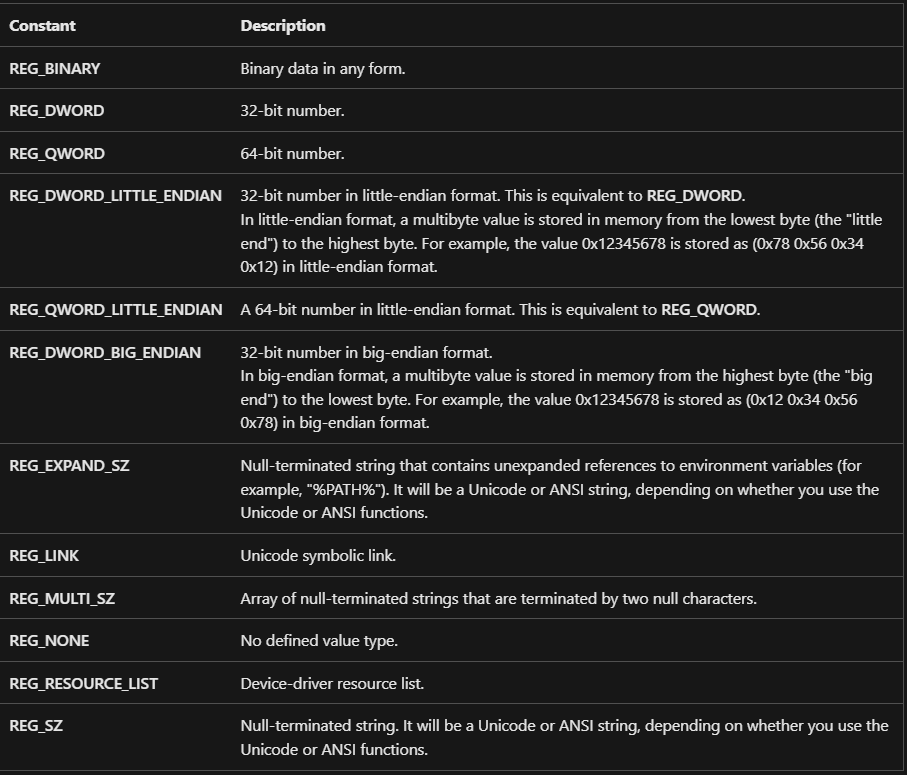 Constant Description
REG_BINARY Binary data in any form.
REG_DWORD 32-bit number.
REG_QWORD 64-bit number.
REG_DWORD_LITTLE_ENDIAN 32-bit number in little-endian format. This is equivalent to REG_DWORD.
In little-endian format, a multibyte value is stored in memory from the lowest byte (the "little
end") to the highest byte. For example, the value 0x12345678 is stored as (0x78 0x56 0x34
0x12) in little-endian format.
REG_QWORD_LITTLE_ENDIAN A 64-bit number in little-endian format. This is equivalent to REG_QWORD.
REG_DWORD_BIG_ENDIAN 32-bit number in big-endian format.
In big-endian format, a multibyte value is stored in memory from the highest byte (the "big
end") to the lowest byte. For example, the value 0x12345678 is stored as (0x12 0x34 0x56
0x78) in big-endian format.
REG_EXPAND_SZ Null-terminated string that contains unexpanded references to environment variables (for
example, "%PATH%"). It will be a Unicode or ANSI string, depending on whether you use the
Unicode or ANSI functions.
REG_LINK Unicode symbolic link.
REG_MULTI_SZ Array of null-terminated strings that are terminated by two null characters.
REG_NONE No defined value type.
REG_RESOURCE_LIST Device-driver resource list.
REG_SZ Null-terminated string. It will be a Unicode or ANSI string, depending on whether you use the
Unicode or ANSI functions.